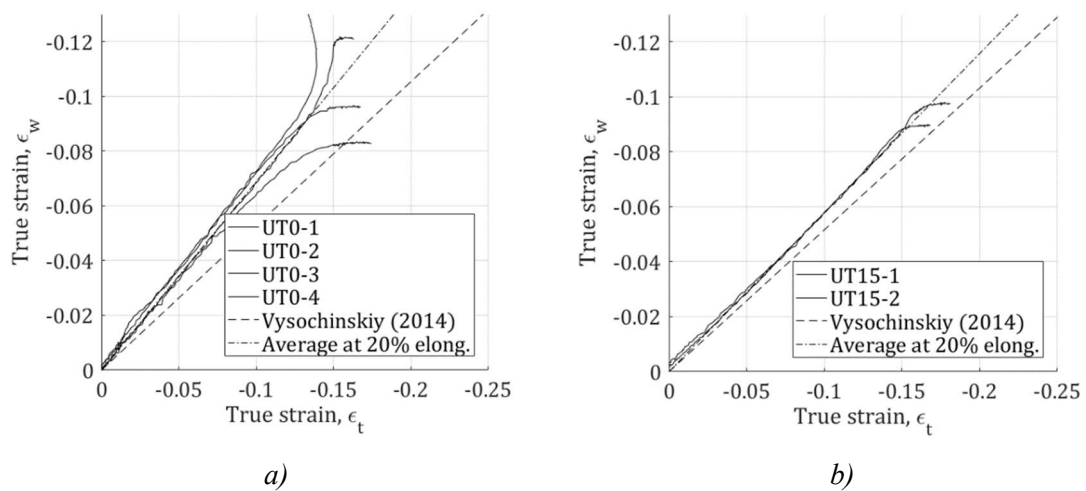 -0.12
-0.1
-0.08
-0.06
-0.04
-0.02
0
True strain, ϵw
UT0-1
UT0-2
UT0-3
UT0-4
Vysochinskiy (2014)
Average at 20% elong.
0 -0.05 -0.1 -0.15 -0.2 -0.25
True strain, ϵt
a)
-0.12
-0.1
-0.08
-0.06
-0.04
-0.02
0
True strain, ϵw
UT15-1
UT15-2
Vysochinskiy (2014)
Average at 20% elong.
0 -0.05 -0.1 -0.15 -0.2 -0.25
True strain, ϵt
b)